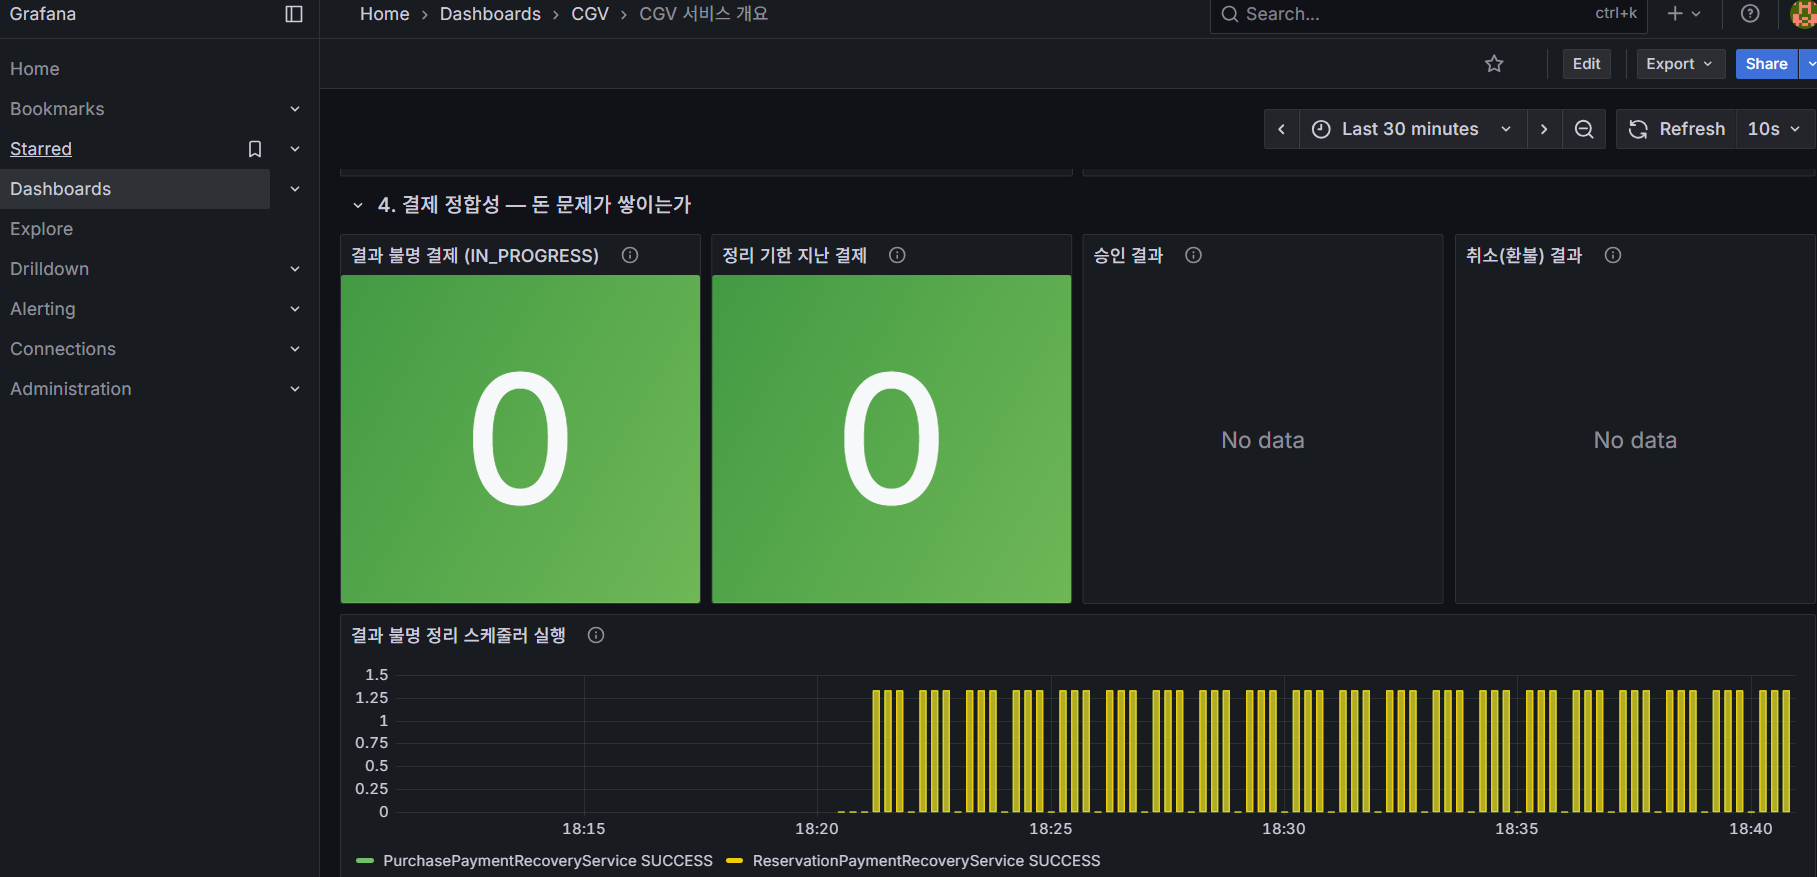 Grafana
Home › Dashboards › CGV › CGV 서비스 개요
Search... ctrl+k
Home
Bookmarks
Starred
Dashboards
Explore
Drilldown
Alerting
Connections
Administration
Edit
Export
Share
Last 30 minutes
Refresh
10s
4. 결제 정합성 — 돈 문제가 쌓이는가
결과 불명 결제 (IN_PROGRESS)
0
정리 기한 지난 결제
0
승인 결과
No data
취소(환불) 결과
No data
결과 불명 정리 스케줄러 실행
1.5
1.25
1
0.75
0.5
0.25
0
18:15 18:20 18:25 18:30 18:35 18:40
PurchasePaymentRecoveryService SUCCESS ReservationPaymentRecoveryService SUCCESS